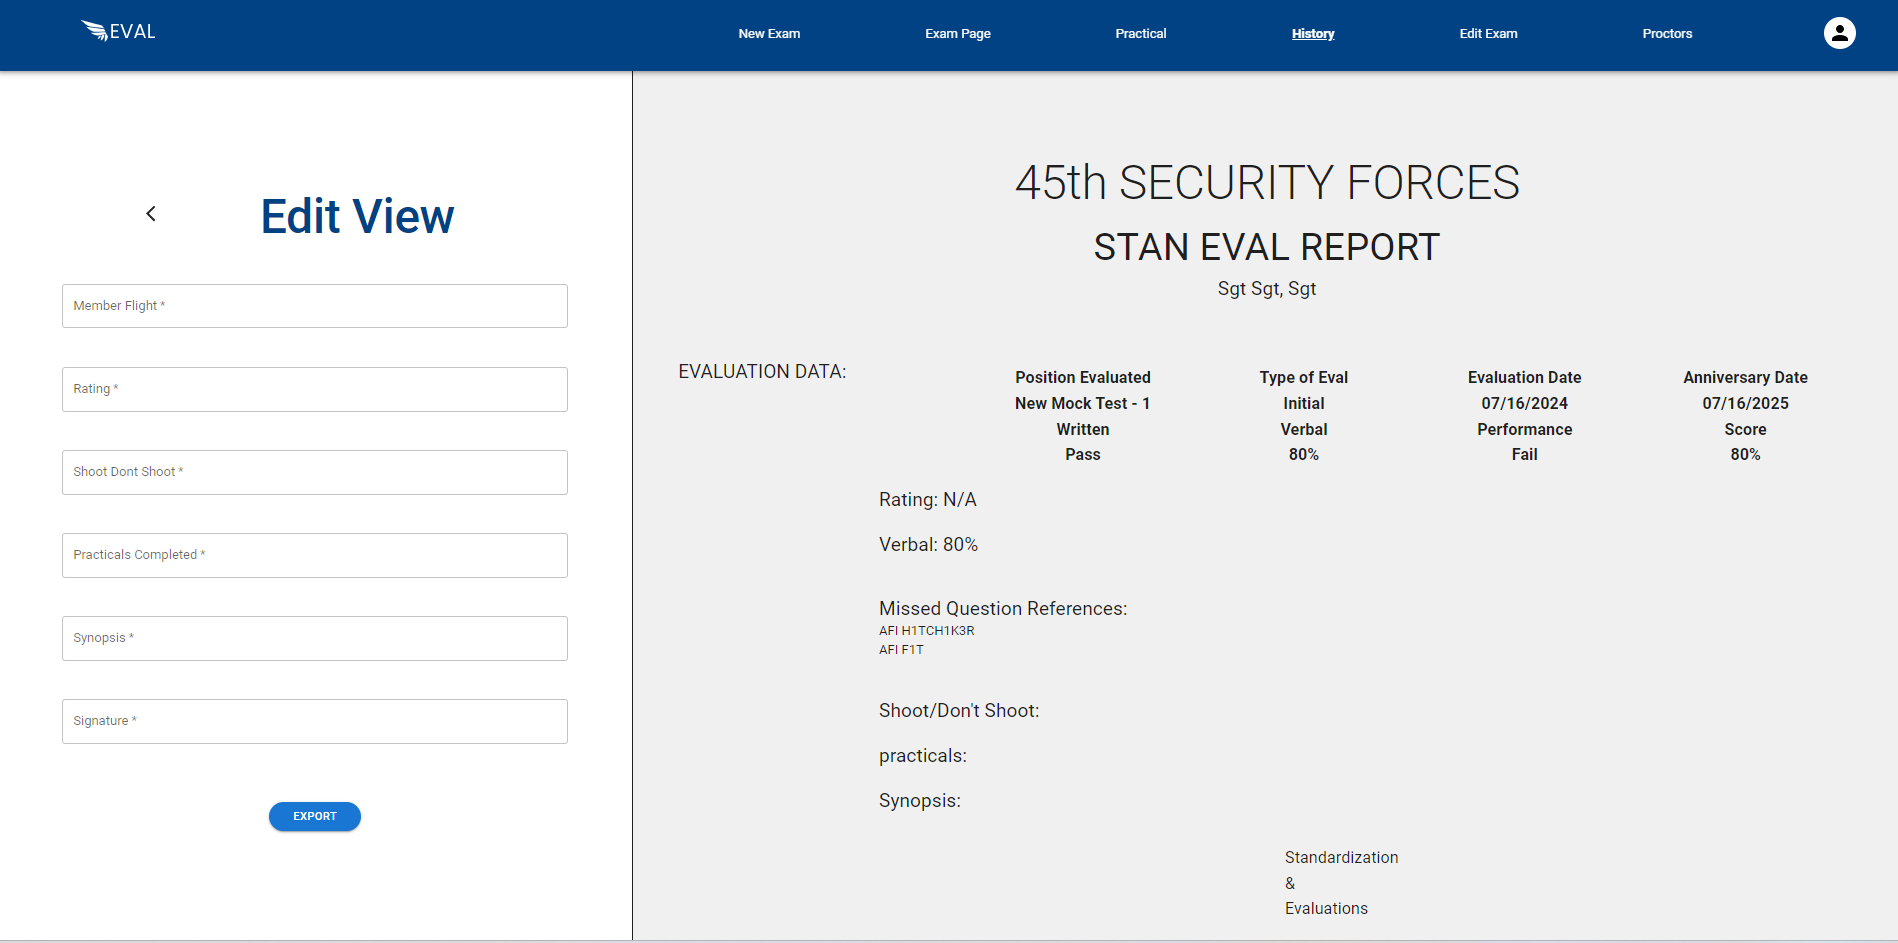 EVAL
New Exam
Exam Page
Practical
History
Edit Exam
Proctors
Edit View
Member Flight *
Rating *
Shoot Dont Shoot *
Practicals Completed *
Synopsis *
Signature *
EXPORT
45th SECURITY FORCES
STAN EVAL REPORT
Sgt Sgt, Sgt
EVALUATION DATA:
Position Evaluated Type of Eval Evaluation Date Anniversary Date
New Mock Test - 1 Initial 07/16/2024 07/16/2025
Written Verbal Performance Score
Pass 80% Fail 80%
Rating: N/A
Verbal: 80%
Missed Question References:
AFI H1TCH1K3R
AFI F1T
Shoot/Don't Shoot:
practicals:
Synopsis:
Standardization
&
Evaluations